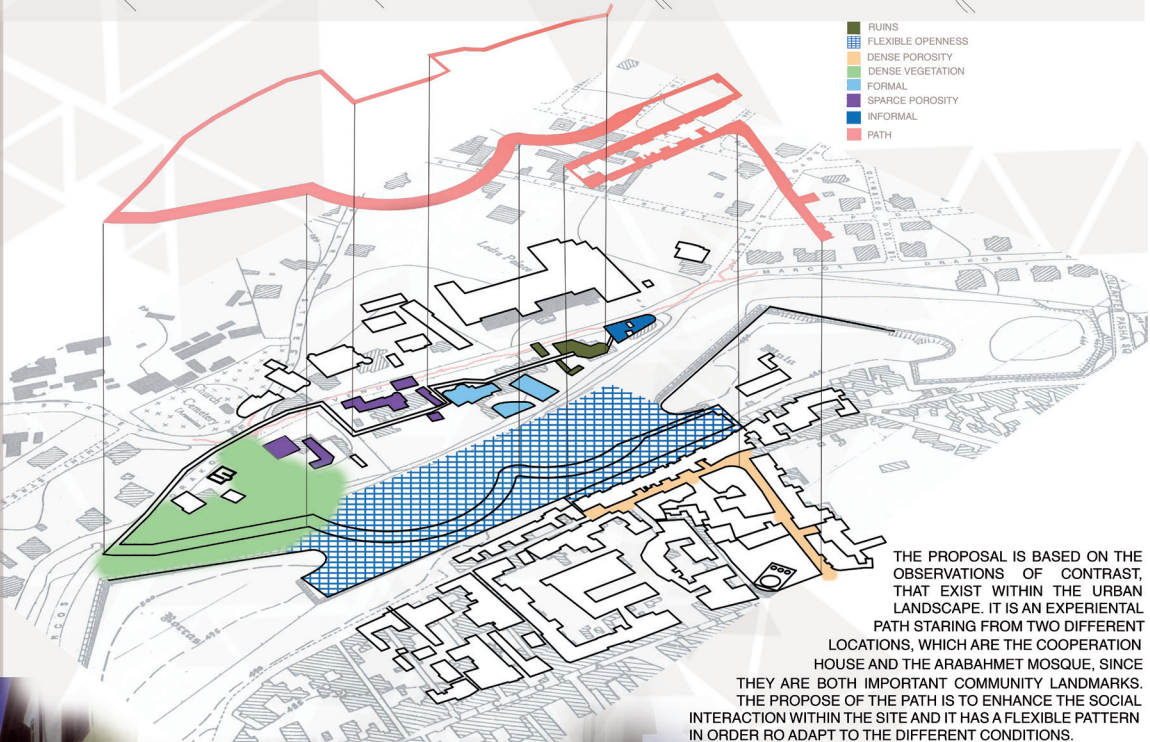 RUINS
FLEXIBLE OPENNESS
DENSE POROSITY
DENSE VEGETATION
FORMAL
SPARCE POROSITY
INFORMAL
PATH
Ledra Palace
MARCOS DRAKOS
Church
Cemetery
THE PROPOSAL IS BASED ON THE
OBSERVATIONS OF CONTRAST,
THAT EXIST WITHIN THE URBAN
LANDSCAPE. IT IS AN EXPERIENTAL
PATH STARING FROM TWO DIFFERENT
LOCATIONS, WHICH ARE THE COOPERATION
HOUSE AND THE ARABAHMET MOSQUE, SINCE
THEY ARE BOTH IMPORTANT COMMUNITY LANDMARKS.
THE PROPOSE OF THE PATH IS TO ENHANCE THE SOCIAL
INTERACTION WITHIN THE SITE AND IT HAS A FLEXIBLE PATTERN
IN ORDER RO ADAPT TO THE DIFFERENT CONDITIONS.